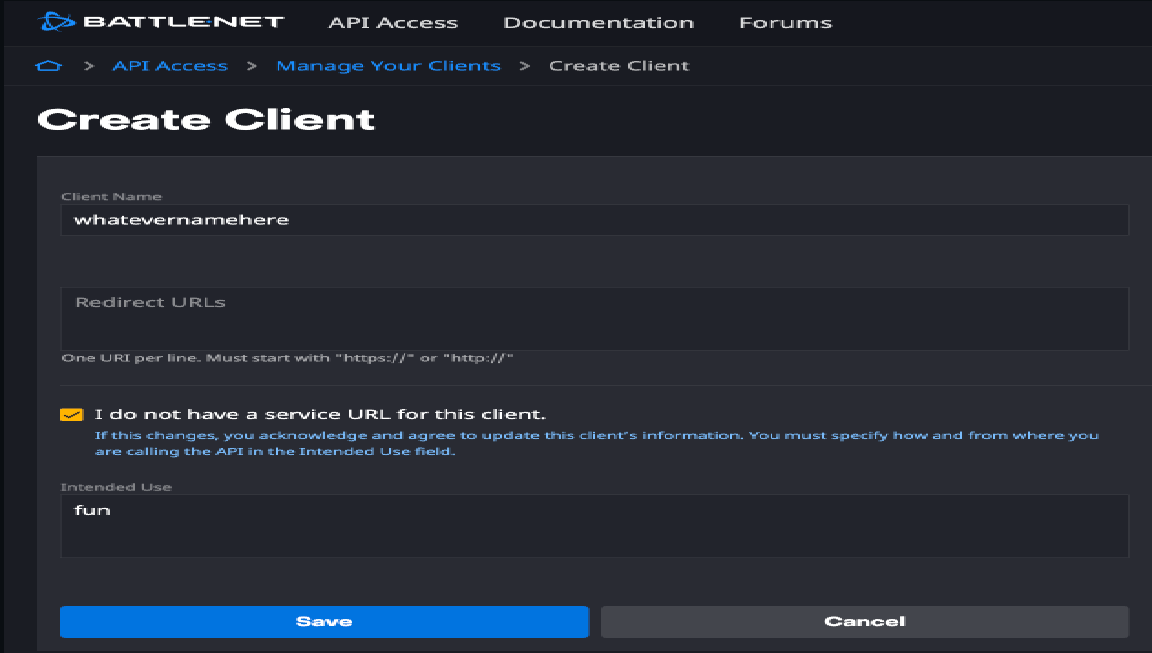 BATTLE.NET API Access Documentation Forums
> API Access > Manage Your Clients > Create Client
Create Client
Client Name
whatevernamehere
Redirect URLs
One URI per line. Must start with "https://" or "http://"
I do not have a service URL for this client.
If this changes, you acknowledge and agree to update this client's information. You must specify how and from where you
are calling the API in the Intended Use field.
Intended Use
fun
Save Cancel